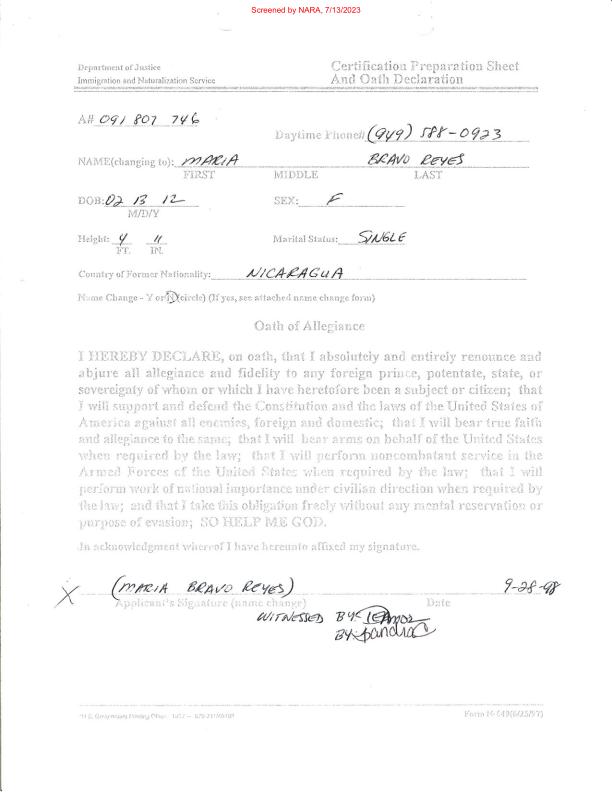 Screened by NARA, 7/13/2023
Department of Justice
Immigration and Naturalization Service
Certification Preparation Sheet
And Oath Declaration
A# 091 807 746
Daytime Phone# (949) 588-0923
NAME(changing to): MARIA BRAVO REYES
FIRST MIDDLE LAST
DOB: 02 13 12 SEX: F
M/D/Y
Height: 4 11 Marital Status: SINGLE
FT. IN.
Country of Former Nationality: NICARAGUA
Name Change - Y or N (circle) (If yes, see attached name change form)
Oath of Allegiance
I HEREBY DECLARE, on oath, that I absolutely and entirely renounce and
abjure all allegiance and fidelity to any foreign prince, potentate, state, or
sovereignty of whom or which I have heretofore been a subject or citizen; that
I will support and defend the Constitution and the laws of the United States of
America against all enemies, foreign and domestic; that I will bear true faith
and allegiance to the same; that I will bear arms on behalf of the United States
when required by the law; that I will perform noncombatant service in the
Armed Forces of the United States when required by the law; that I will
perform work of national importance under civilian direction when required by
the law; and that I take this obligation freely without any mental reservation or
purpose of evasion; SO HELP ME GOD.
In acknowledgment whereof I have hereunto affixed my signature.
X (MARIA BRAVO REYES) 9-28-98
Applicant's Signature (name change) Date
WITNESSED BY:
BY: Sandra
Form N-649(6/25/97)